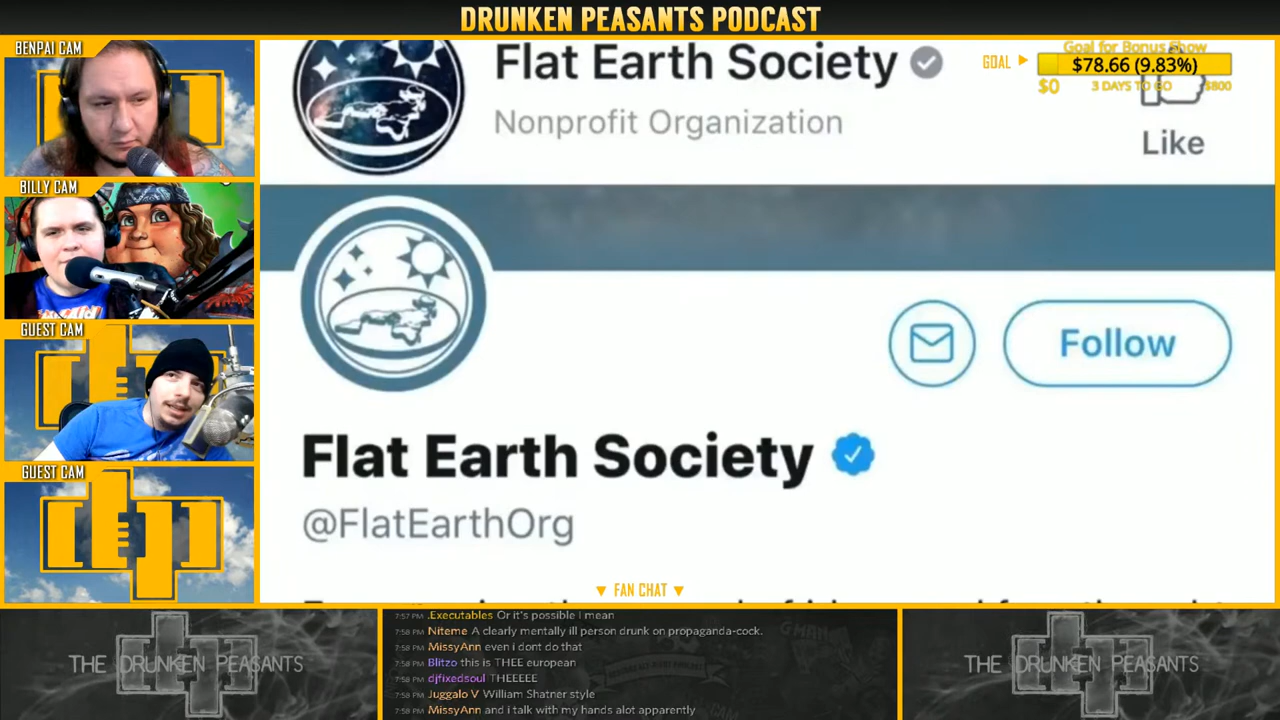 DRUNKEN PEASANTS PODCAST
BENPAI CAM
BILLY CAM
GUEST CAM
GUEST CAM
Flat Earth Society
Nonprofit Organization
Like
GOAL
Goal for Bonus Show
$78.66 (9.83%)
$0
3 DAYS TO GO
$800
Follow
Flat Earth Society
@FlatEarthOrg
▼ FAN CHAT ▼
7:57 PM .Executables Or it's possible I mean
7:58 PM Niteme A clearly mentally ill person drunk on propaganda-cock.
7:58 PM MissyAnn even i dont do that
7:58 PM Blitzo this is THEE european
7:58 PM djfixedsoul THEEEEE
7:58 PM Juggalo V William Shatner style
7:58 PM MissyAnn and i talk with my hands alot apparently
THE DRUNKEN PEASANTS
THE DRUNKEN PEASANTS